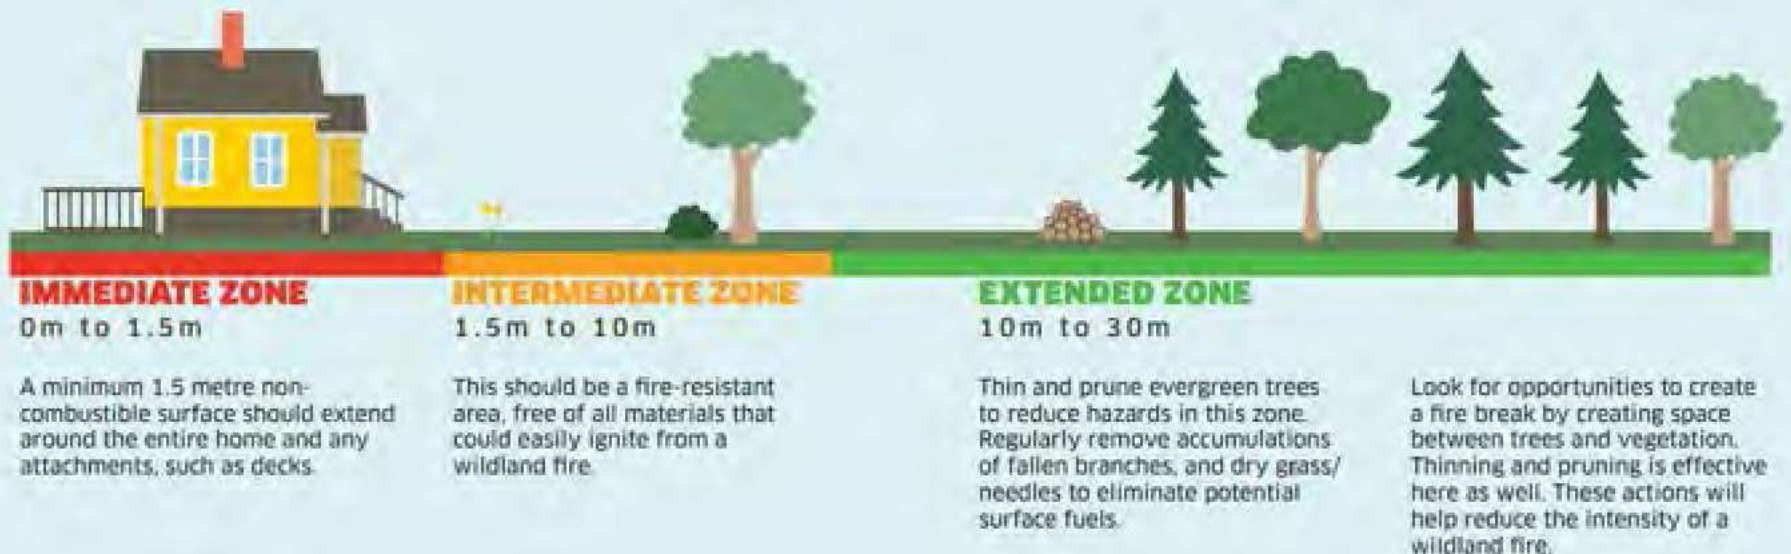 IMMEDIATE ZONE
0m to 1.5m
A minimum 1.5 metre non-
combustible surface should extend
around the entire home and any
attachments, such as decks.
INTERMEDIATE ZONE
1.5m to 10m
This should be a fire-resistant
area, free of all materials that
could easily ignite from a
wildland fire.
EXTENDED ZONE
10m to 30m
Thin and prune evergreen trees
to reduce hazards in this zone.
Regularly remove accumulations
of fallen branches, and dry grass/
needles to eliminate potential
surface fuels.
Look for opportunities to create
a fire break by creating space
between trees and vegetation.
Thinning and pruning is effective
here as well. These actions will
help reduce the intensity of a
wildland fire.